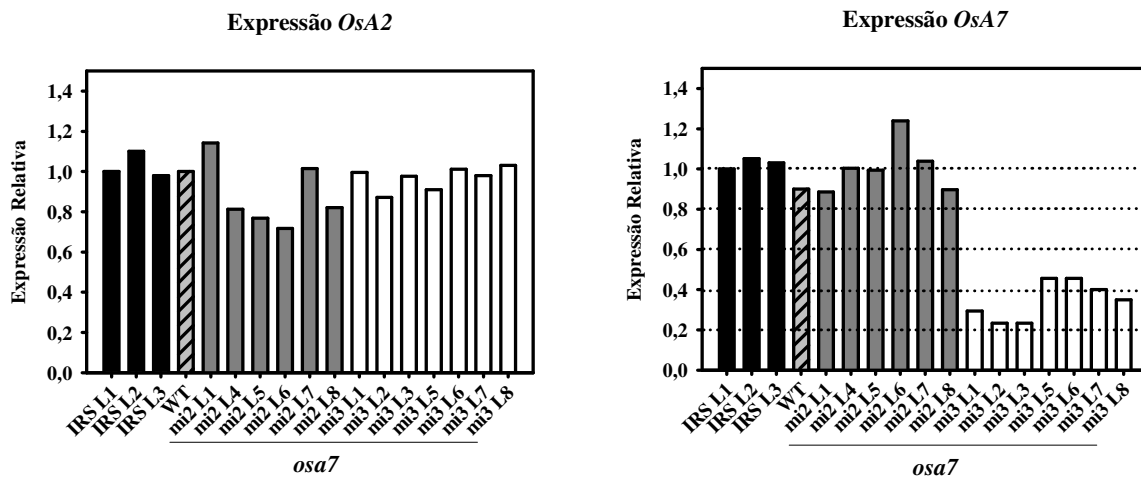 Expressão OsA2
Expressão Relativa
1,4
1,2
1,0
0,8
0,6
0,4
0,2
0,0
IRS L1
IRS L2
IRS L3
WT
mi2 L1
mi2 L4
mi2 L5
mi2 L6
mi2 L7
mi2 L8
mi3 L1
mi3 L2
mi3 L3
mi3 L5
mi3 L6
mi3 L7
mi3 L8
osa7
Expressão OsA7
Expressão Relativa
1,4
1,2
1,0
0,8
0,6
0,4
0,2
0,0
IRS L1
IRS L2
IRS L3
WT
mi2 L1
mi2 L4
mi2 L5
mi2 L6
mi2 L7
mi2 L8
mi3 L1
mi3 L2
mi3 L3
mi3 L5
mi3 L6
mi3 L7
mi3 L8
osa7